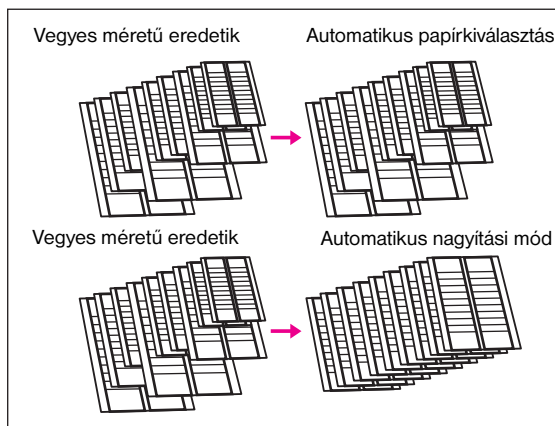 Vegyes méretű eredetik
Automatikus papírkiválasztás
Vegyes méretű eredetik
Automatikus nagyítási mód